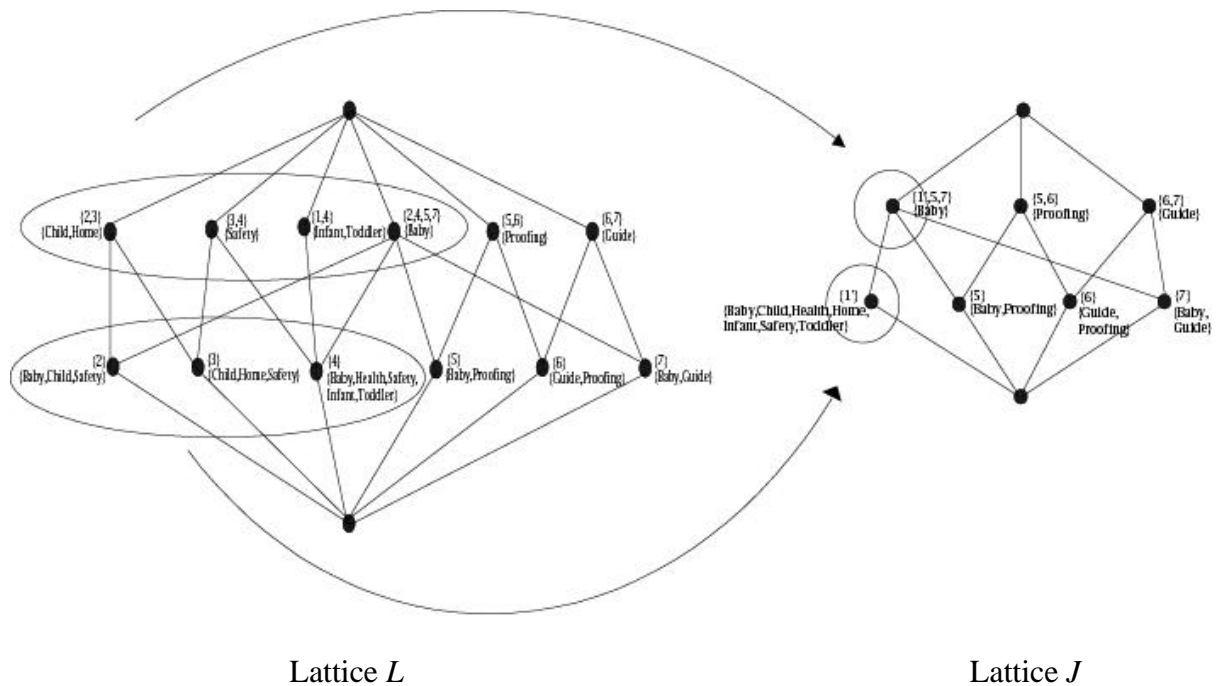 {2,3}
{Child,Home}
{3,4}
{Safety}
{1,4}
{Infant,Toddler}
{2,4,5,7}
{Baby}
{5,6}
{Proofing}
{6,7}
{Guide}
{2}
{Baby,Child,Safety}
{3}
{Child,Home,Safety}
{4}
{Baby,Health,Safety,
Infant,Toddler}
{5}
{Baby,Proofing}
{6}
{Guide,Proofing}
{7}
{Baby,Guide}
{1',5,7}
{Baby}
{5,6}
{Proofing}
{6,7}
{Guide}
{1'}
{Baby,Child,Health,Home,
Infant,Safety,Toddler}
{5}
{Baby,Proofing}
{6}
{Guide,
Proofing}
{7}
{Baby,
Guide}
Lattice L
Lattice J